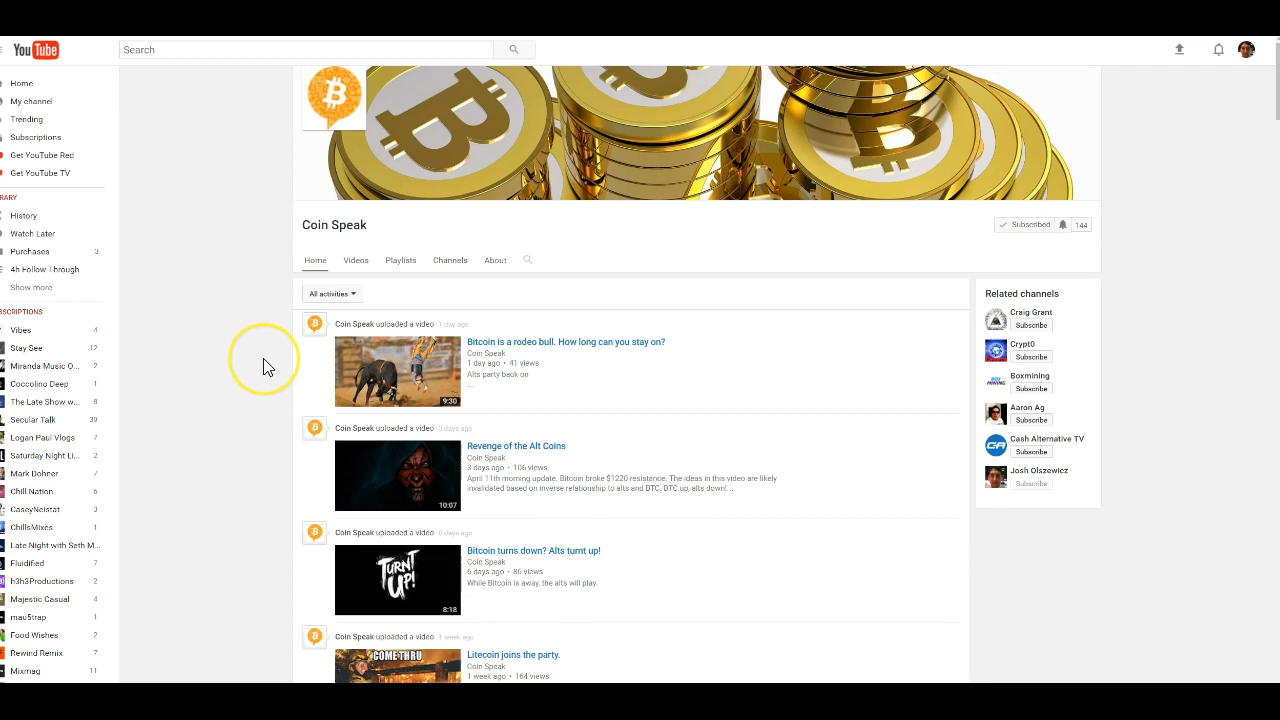 YouTube
Search
Home
My channel
Trending
Subscriptions
Get YouTube Red
Get YouTube TV
RARY
History
Watch Later
Purchases 3
4h Follow Through
Show more
SCRIPTIONS
Vibes 4
Stay See 12
Miranda Music O... 2
Coccolino Deep 1
The Late Show w... 8
Secular Talk 39
Logan Paul Vlogs 7
Saturday Night Li... 2
Mark Dohner 7
Chill Nation 6
CaseyNeistat 3
ChillsMixes 1
Late Night with Seth M...
Fluidified 7
h3h3Productions 2
Majestic Casual 4
mau5trap 1
Food Wishes 2
Rewind Remix 7
Mixmag 11
Coin Speak
Subscribed 144
Home Videos Playlists Channels About
All activities
Coin Speak uploaded a video 1 day ago
9:30
Bitcoin is a rodeo bull. How long can you stay on?
Coin Speak
1 day ago • 41 views
Alts party back on
...
Coin Speak uploaded a video 3 days ago
10:07
Revenge of the Alt Coins
Coin Speak
3 days ago • 106 views
April 11th morning update. Bitcoin broke $1220 resistance. The ideas in this video are likely
invalidated based on inverse relationship to alts and BTC. BTC up, alts down!...
Coin Speak uploaded a video 6 days ago
TURNT
UP!
8:18
Bitcoin turns down? Alts turnt up!
Coin Speak
6 days ago • 86 views
While Bitcoin is away, the alts will play.
...
Coin Speak uploaded a video 1 week ago
COME THRU
Litecoin joins the party.
Coin Speak
1 week ago • 164 views
Related channels
Craig Grant
Subscribe
Crypt0
Subscribe
Boxmining
Subscribe
Aaron Ag
Subscribe
Cash Alternative TV
Subscribe
Josh Olszewicz
Subscribe